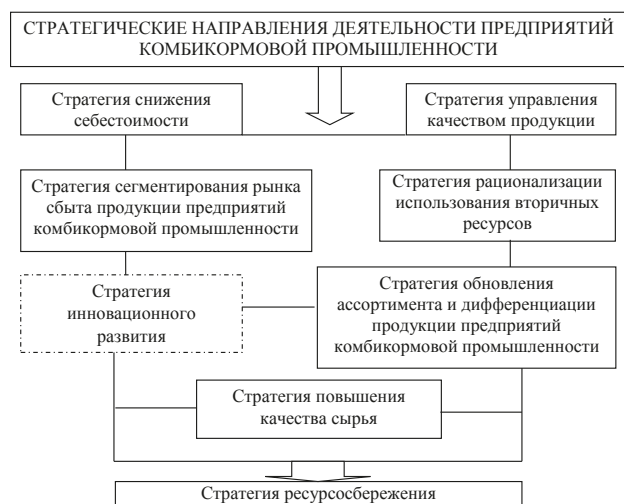 СТРАТЕГИЧЕСКИЕ НАПРАВЛЕНИЯ ДЕЯТЕЛЬНОСТИ ПРЕДПРИЯТИЙ
КОМБИКОРМОВОЙ ПРОМЫШЛЕННОСТИ
Стратегия снижения
себестоимости
Стратегия управления
качеством продукции
Стратегия сегментирования рынка
сбыта продукции предприятий
комбикормовой промышленности
Стратегия рационализации
использования вторичных
ресурсов
Стратегия
инновационного
развития
Стратегия обновления
ассортимента и дифференциации
продукции предприятий
комбикормовой промышленности
Стратегия повышения
качества сырья
Стратегия ресурсосбережения